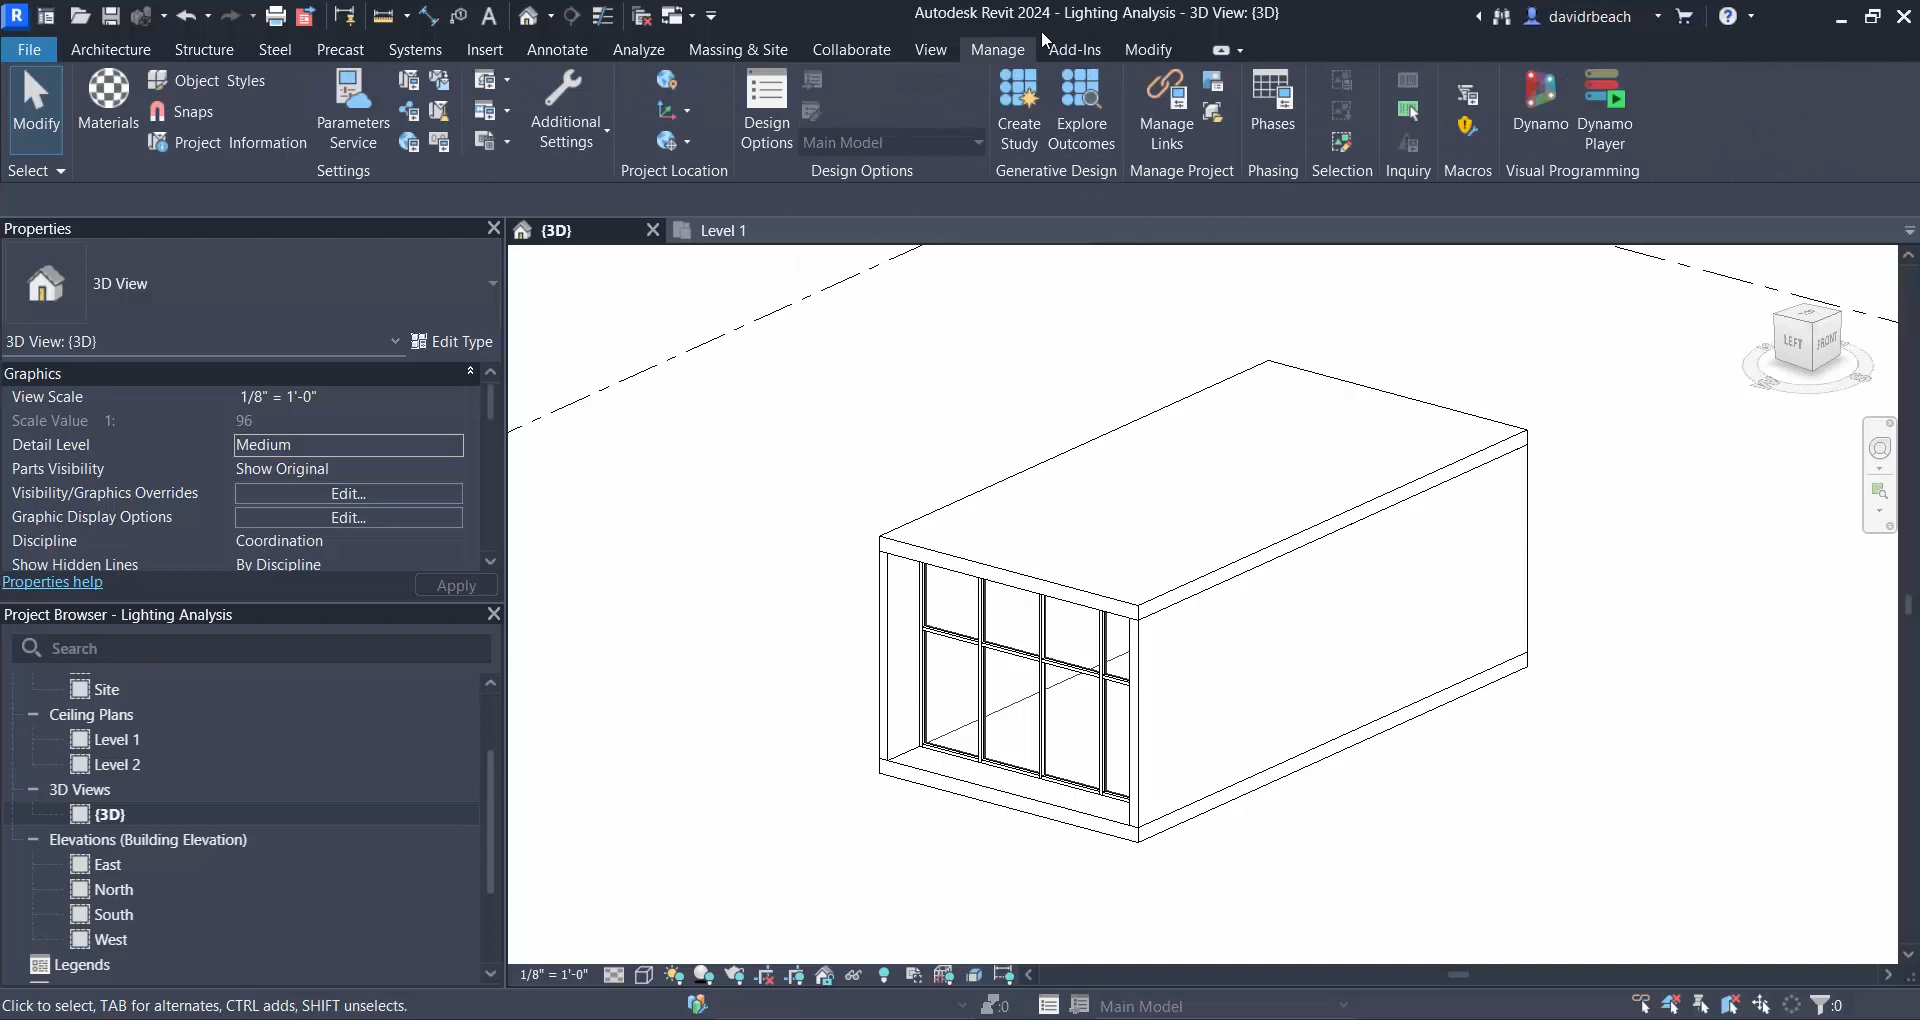 Autodesk Revit 2024 - Lighting Analysis - 3D View: {3D}
davidrbeach
File Architecture Structure Steel Precast Systems Insert Annotate Analyze Massing & Site Collaborate View Manage Add-Ins Modify
Modify
Materials
Object Styles
Snaps
Project Information
Parameters Service
Additional Settings
Design Options
Main Model
Create Study
Explore Outcomes
Manage Links
Phases
Dynamo
Dynamo Player
Select Settings Project Location Design Options Generative Design Manage Project Phasing Selection Inquiry Macros Visual Programming
Properties
{3D}
Level 1
3D View
3D View: {3D}
Edit Type
Graphics
View Scale 1/8" = 1'-0"
Scale Value 1: 96
Detail Level Medium
Parts Visibility Show Original
Visibility/Graphics Overrides Edit...
Graphic Display Options Edit...
Discipline Coordination
Show Hidden Lines By Discipline
Properties help
Apply
LEFT
FRONT
Project Browser - Lighting Analysis
Search
Site
Ceiling Plans
Level 1
Level 2
3D Views
{3D}
Elevations (Building Elevation)
East
North
South
West
Legends
1/8" = 1'-0"
Click to select, TAB for alternates, CTRL adds, SHIFT unselects.
:0
Main Model
:0